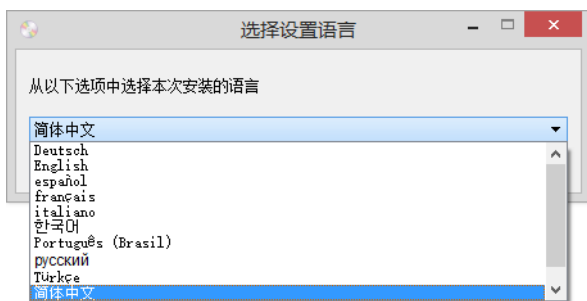 选择设置语言
从以下选项中选择本次安装的语言
简体中文
Deutsch
English
español
français
italiano
한국어
Português (Brasil)
русский
Türkçe
简体中文